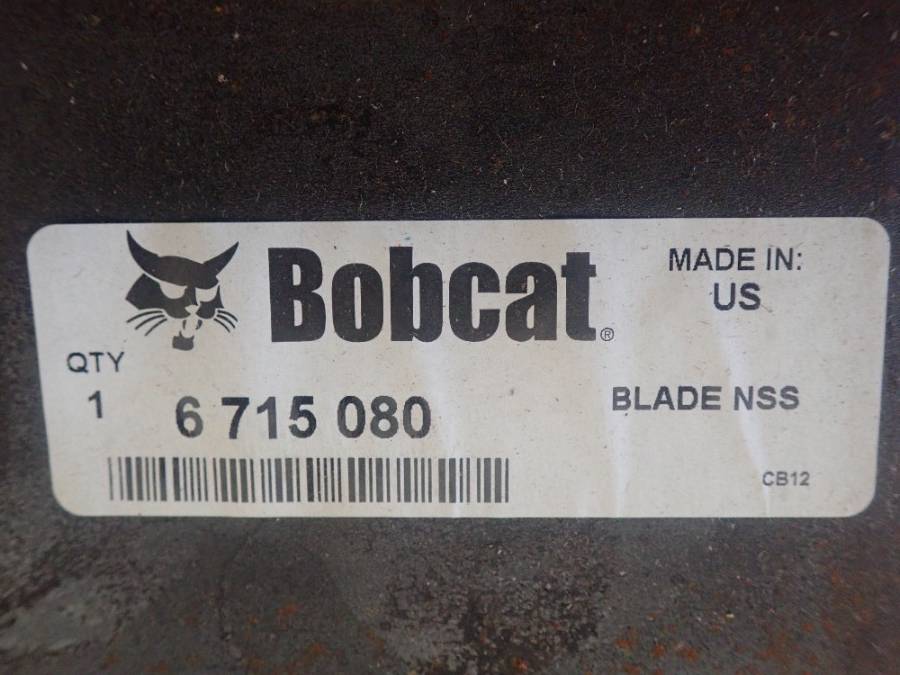 Bobcat®
MADE IN:
US
QTY
1
6 715 080
BLADE NSS
CB12